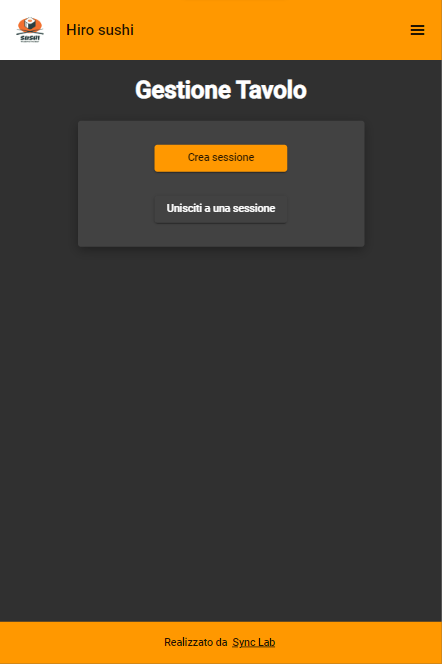 SUSHI
Hiro sushi
Gestione Tavolo
Crea sessione
Unisciti a una sessione
Realizzato da Sync Lab